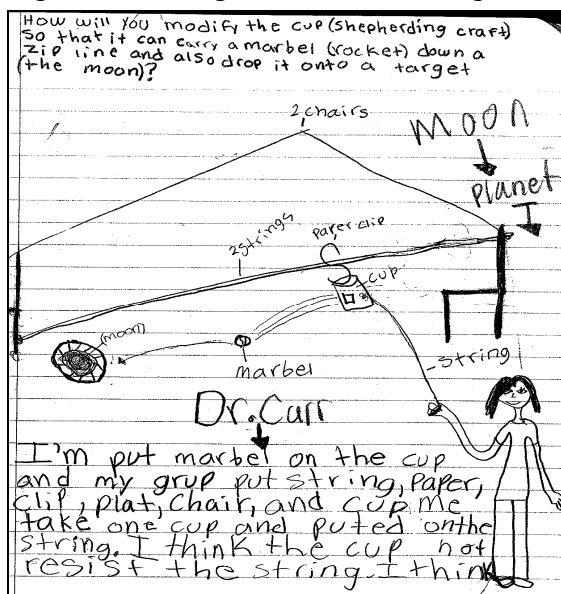 How will you modify the cup (shepherding craft)
so that it can carry a marbel (rocket) down a
zip line and also drop it onto a target
(the moon)?
2 chairs
Moon
planet
2 strings
paper clip
cup
moon
marbel
string
Dr. Carr
I'm put marbel on the cup
and my grup put string, Paper,
clip, plat, chair, and cup me
take one cup and puted onthe
string. I think the cup not
resist the string. I think